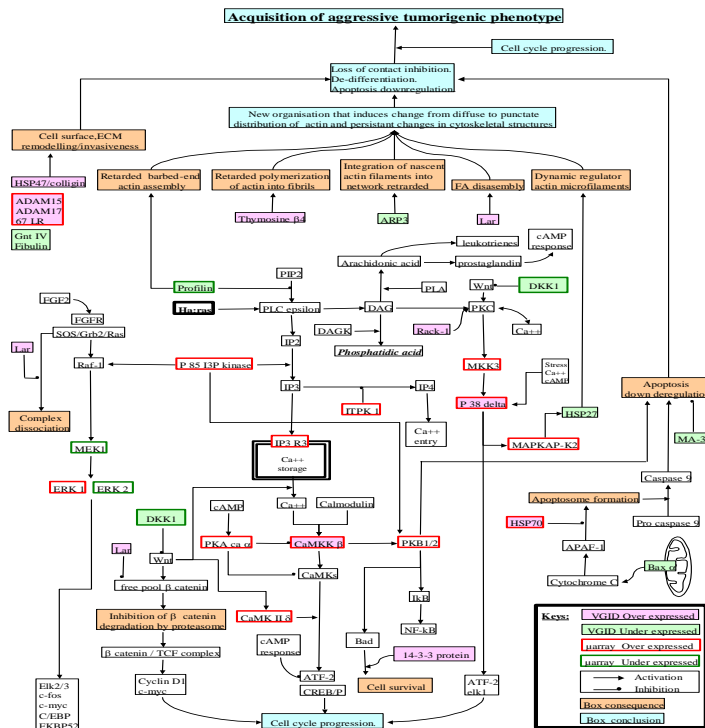 Acquisition of aggressive tumorigenic phenotype
Cell cycle progression.
Loss of contact inhibition.
De-differentiation.
Apoptosis downregulation.
New organisation that induces change from diffuse to punctate
distribution of actin and persistant changes in cytoskeletal structures
Cell surface,ECM
remodelling/invasiveness
Retarded barbed-end
actin assembly
Retarded polymerization
of actin into fibrils
Integration of nascent
actin filaments into
network retarded
FA disasembly
Dynamic regulator
actin microfilaments
HSP47/colligin
ADAM15
ADAM17
67 LR
Gnt IV
Fibulin
Thymosine β4
ARP3
Lar
leukotrienes
cAMP
response
Arachidonic acid
prostaglandin
PIP2
Profilin
PLA
Wnt
DKK1
FGF2
Ha:ras
PLC epsilon
DAG
PKC
FGFR
SOS/Grb2/Ras
DAGK
Rack-1
Ca++
Lar
IP2
Phosphatidic acid
Raf-1
P 85 I3P kinase
MKK3
Stress
Ca++
cAMP
Apoptosis
down deregulation
IP3
IP4
ITPK 1
P 38 delta
HSP27
Complex
dissociation
MEK1
IP3 R3
Ca++
entry
MAPKAP-K2
MA-3
Ca++
storage
ERK 1
ERK 2
Caspase 9
Apoptosome formation
cAMP
Ca++
Calmodulin
DKK1
HSP70
Pro caspase 9
Lar
PKA ca α
CaMKK β
PKB1/2
APAF-1
Wnt
CaMKs
Bax α
free pool β catenin
Cytochrome C
IkB
Inhibition of β catenin
degradation by proteasome
CaMK II δ
NF-kB
cAMP
response
Bad
β catenin / TCF complex
14-3-3 protein
Elk2/3
c-fos
c-myc
C/EBP
FKBP52
Cyclin D1
c-myc
ATF-2
CREB/P
Cell survival
ATF-2
elk1
Cell cycle progression.
Keys:
VGID Over expressed
VGID Under expressed
µarray Over expressed
µarray Under expressed
Activation
Inhibition
Box consequence
Box conclusion